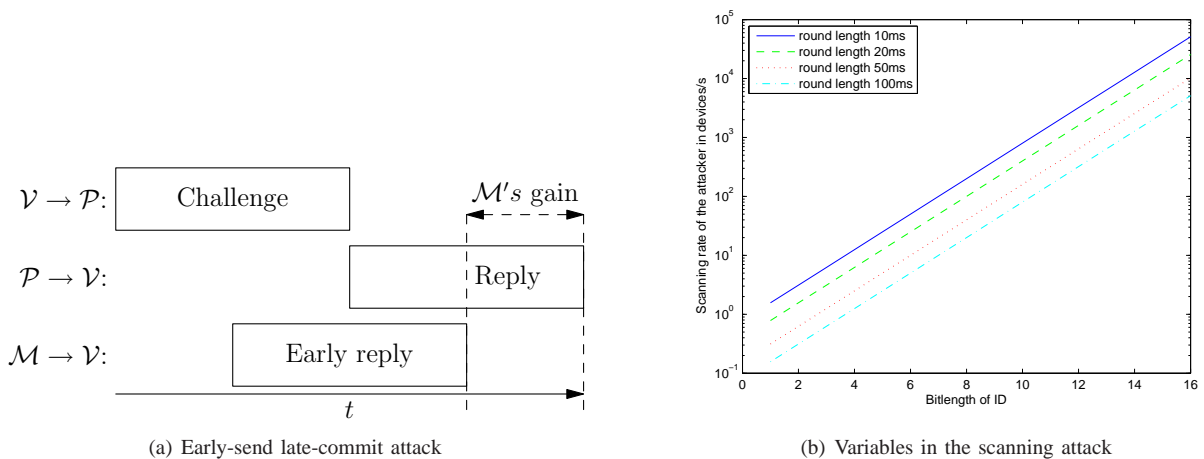 𝒱 → 𝒫:
Challenge
ℳ's gain
𝒫 → 𝒱:
Reply
ℳ → 𝒱:
Early reply
t
(a) Early-send late-commit attack
10^5
10^4
10^3
10^2
10^1
10^0
10^-1
Scanning rate of the attacker in devices/s
round length 10ms
round length 20ms
round length 50ms
round length 100ms
0 2 4 6 8 10 12 14 16
Bitlength of ID
(b) Variables in the scanning attack